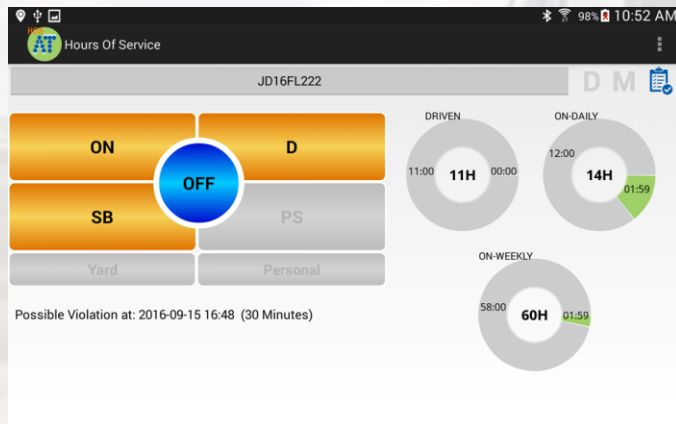 98% 10:52 AM
HOS
AT
Hours Of Service
JD16FL222
D M
ON
D
OFF
SB
PS
Yard
Personal
Possible Violation at: 2016-09-15 16:48 (30 Minutes)
DRIVEN
11:00
11H
00:00
ON-DAILY
12:00
14H
01:59
ON-WEEKLY
58:00
60H
01:59